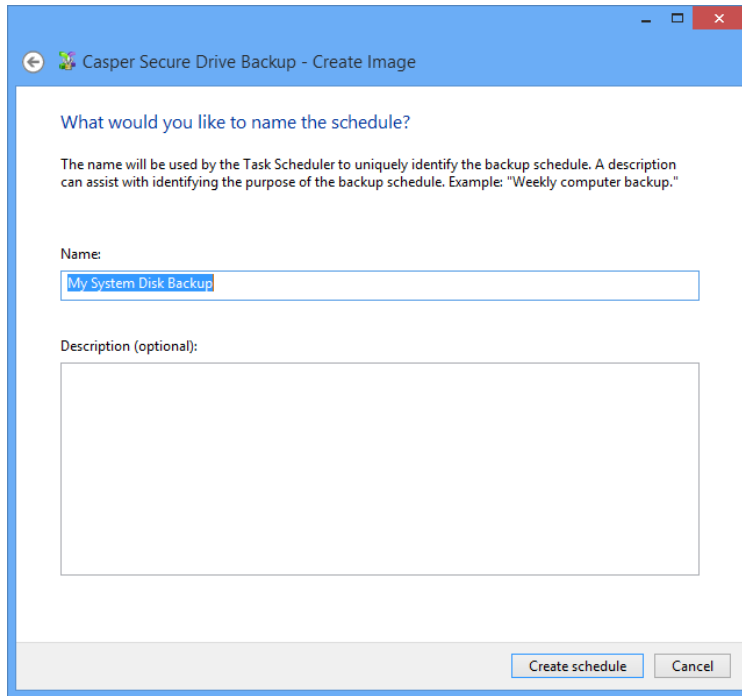 Casper Secure Drive Backup - Create Image
What would you like to name the schedule?
The name will be used by the Task Scheduler to uniquely identify the backup schedule. A description
can assist with identifying the purpose of the backup schedule. Example: "Weekly computer backup."
Name:
My System Disk Backup
Description (optional):
Create schedule Cancel